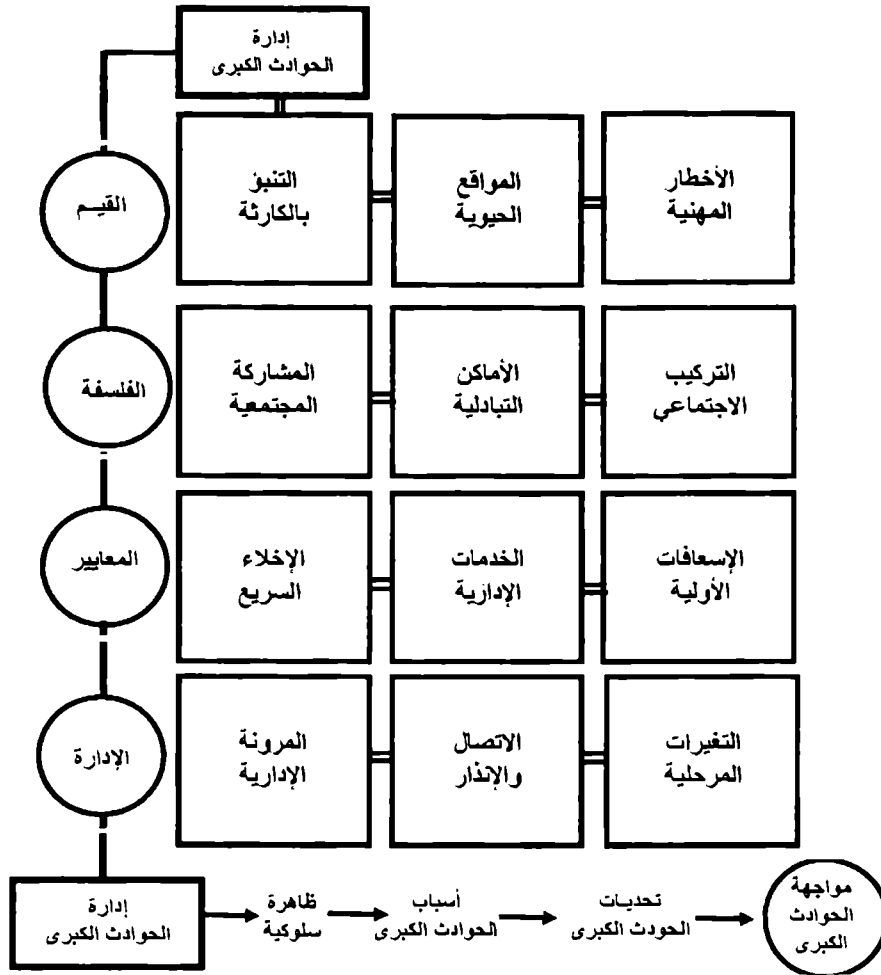 إدارة
الحوادث الكبرى
القيــم
التنبؤ
بالكارثة
المواقع
الحيوية
الأخطار
المهنية
الفلسفة
المشاركة
المجتمعية
الأماكن
التبادلية
التركيب
الاجتماعي
المعايير
الإخلاء
السريع
الخدمات
الإدارية
الإسعافات
الأولية
الإدارة
المرونة
الإدارية
الاتصال
والإنذار
التغيرات
المرحلية
إدارة
الحوادث الكبرى
ظاهرة
سلوكية
أسباب
الحوادث الكبرى
تحديات
الحودث الكبرى
مواجهة
الحوادث
الكبرى